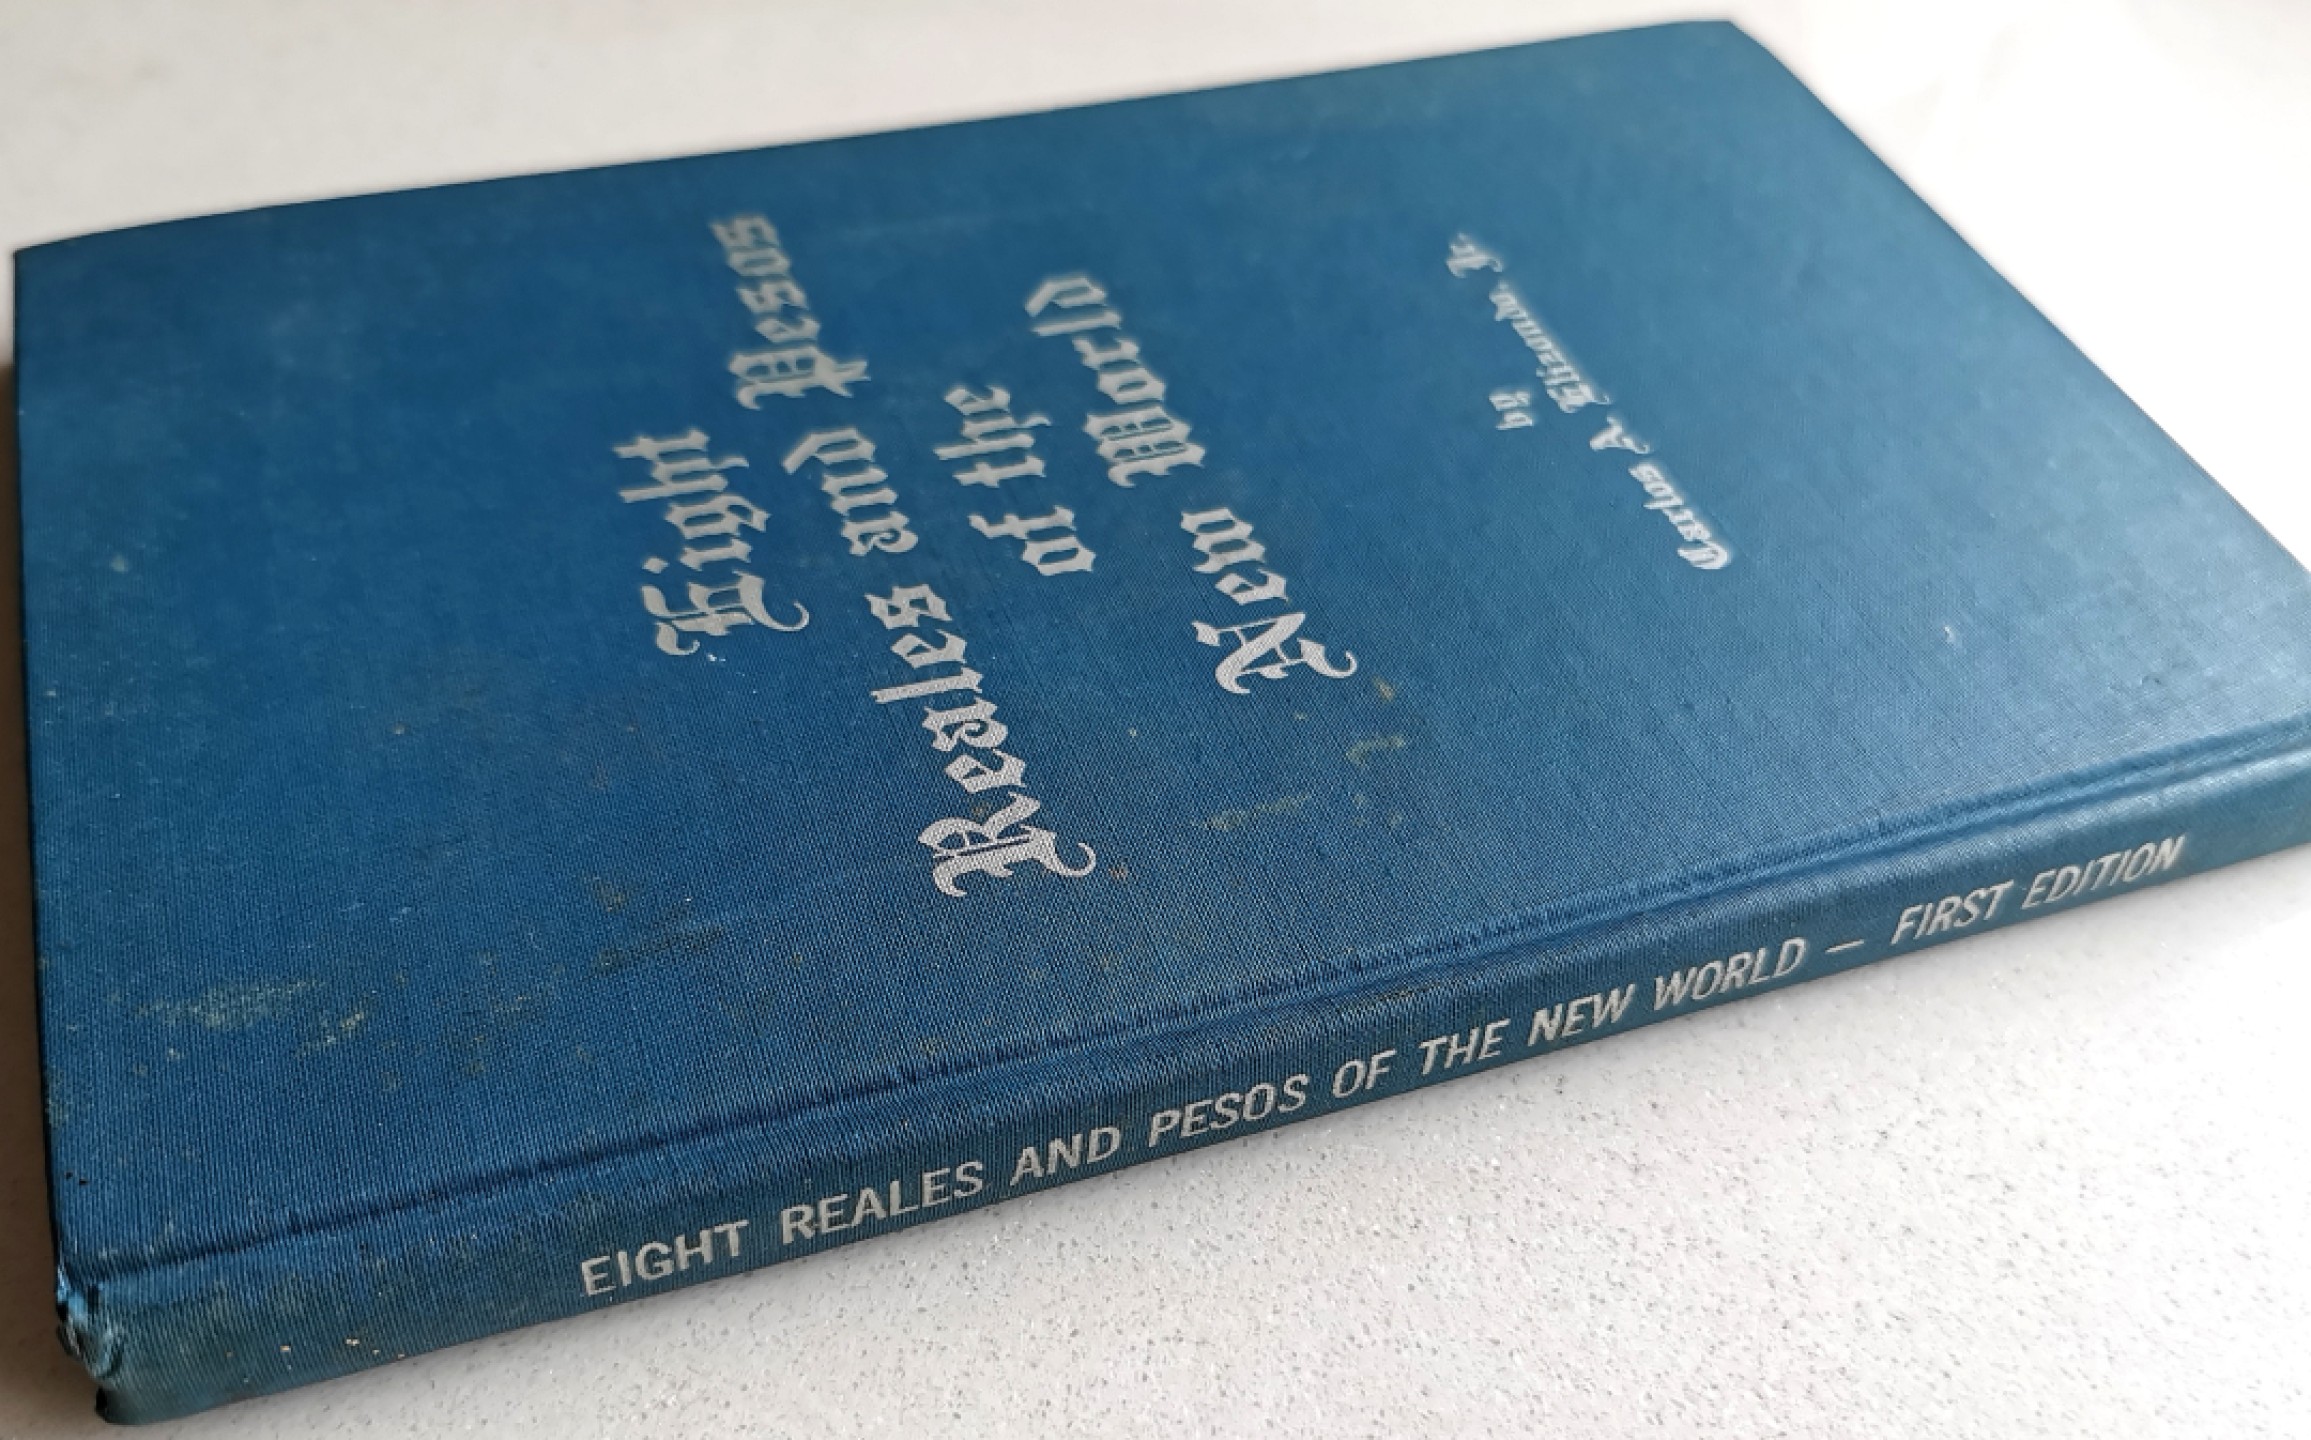 Eight
Reales and Pesos
of the
New World
by
Carlos A. Elizondo, Jr.
EIGHT REALES AND PESOS OF THE NEW WORLD — FIRST EDITION